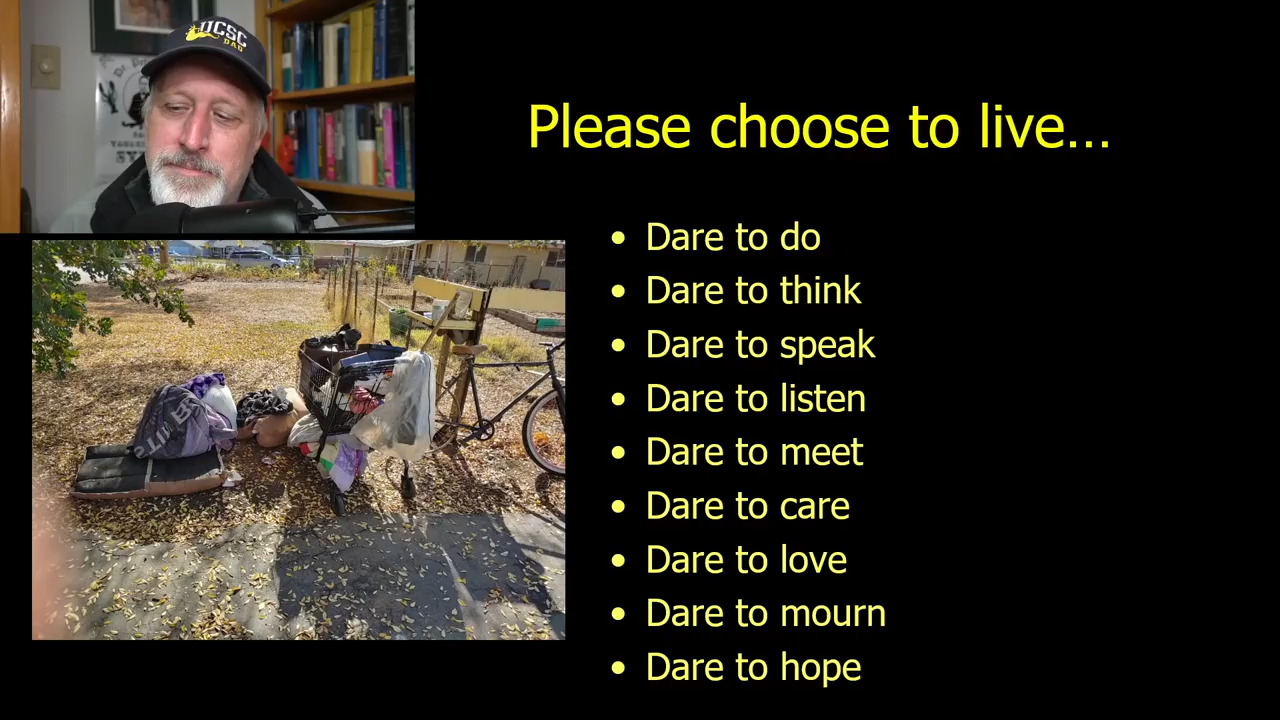 UCSC
DAD
Please choose to live...
• Dare to do
• Dare to think
• Dare to speak
• Dare to listen
• Dare to meet
• Dare to care
• Dare to love
• Dare to mourn
• Dare to hope